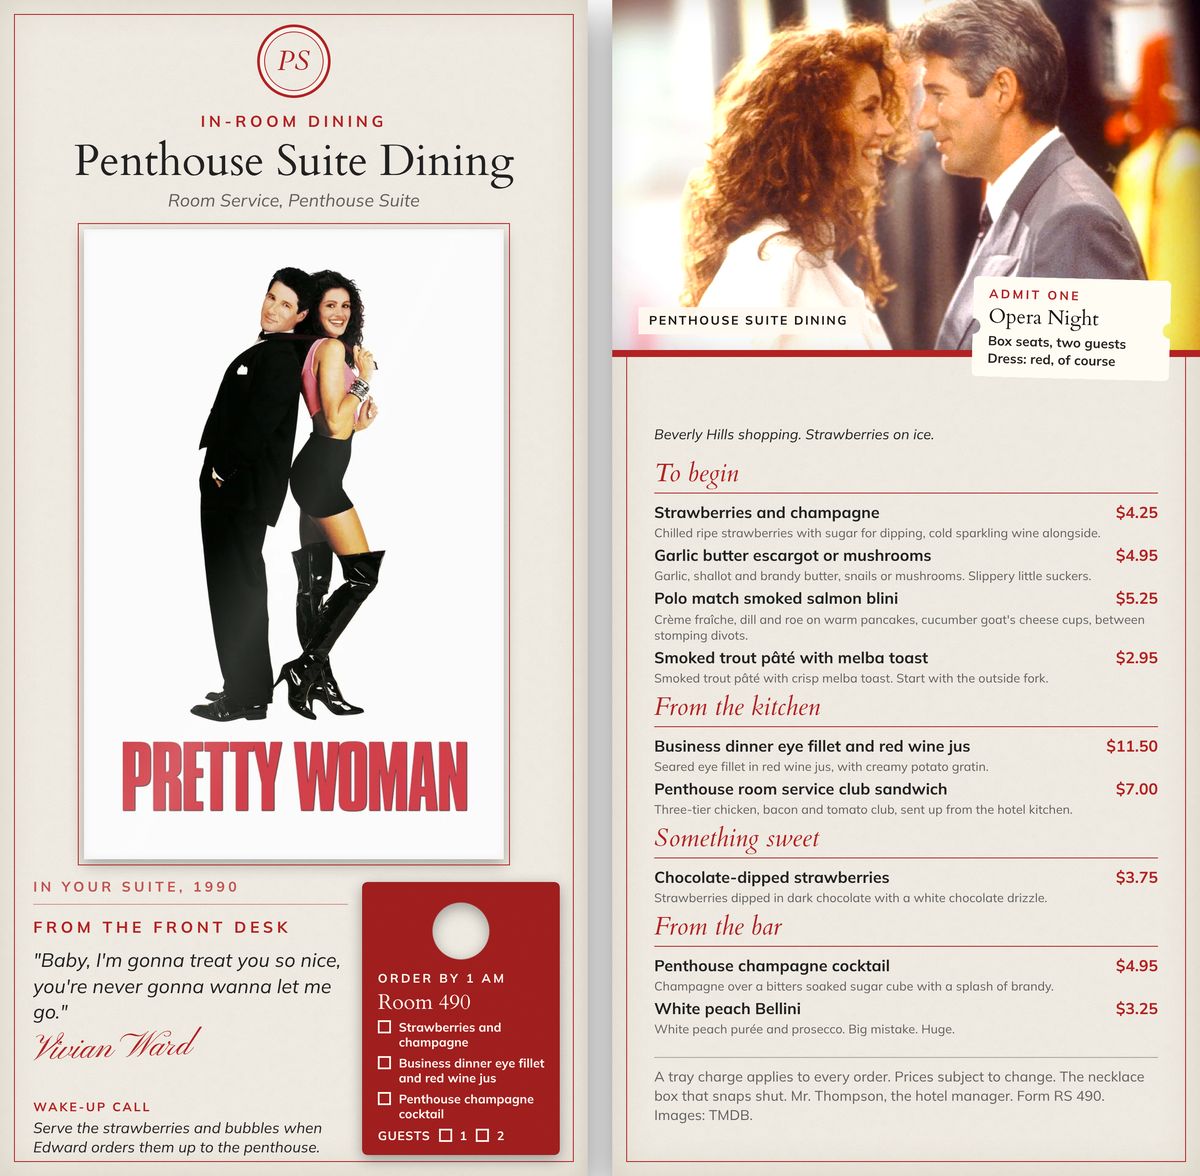 PS
IN-ROOM DINING
Penthouse Suite Dining
Room Service, Penthouse Suite
PRETTY WOMAN
IN YOUR SUITE, 1990
FROM THE FRONT DESK
"Baby, I'm gonna treat you so nice,
you're never gonna wanna let me
go."
Vivian Ward
WAKE-UP CALL
Serve the strawberries and bubbles when
Edward orders them up to the penthouse.
ORDER BY 1 AM
Room 490
Strawberries and
champagne
Business dinner eye fillet
and red wine jus
Penthouse champagne
cocktail
GUESTS 1 2
PENTHOUSE SUITE DINING
ADMIT ONE
Opera Night
Box seats, two guests
Dress: red, of course
Beverly Hills shopping. Strawberries on ice.
To begin
Strawberries and champagne $4.25
Chilled ripe strawberries with sugar for dipping, cold sparkling wine alongside.
Garlic butter escargot or mushrooms $4.95
Garlic, shallot and brandy butter, snails or mushrooms. Slippery little suckers.
Polo match smoked salmon blini $5.25
Crème fraîche, dill and roe on warm pancakes, cucumber goat's cheese cups, between
stomping divots.
Smoked trout pâté with melba toast $2.95
Smoked trout pâté with crisp melba toast. Start with the outside fork.
From the kitchen
Business dinner eye fillet and red wine jus $11.50
Seared eye fillet in red wine jus, with creamy potato gratin.
Penthouse room service club sandwich $7.00
Three-tier chicken, bacon and tomato club, sent up from the hotel kitchen.
Something sweet
Chocolate-dipped strawberries $3.75
Strawberries dipped in dark chocolate with a white chocolate drizzle.
From the bar
Penthouse champagne cocktail $4.95
Champagne over a bitters soaked sugar cube with a splash of brandy.
White peach Bellini $3.25
White peach purée and prosecco. Big mistake. Huge.
A tray charge applies to every order. Prices subject to change. The necklace
box that snaps shut. Mr. Thompson, the hotel manager. Form RS 490.
Images: TMDB.